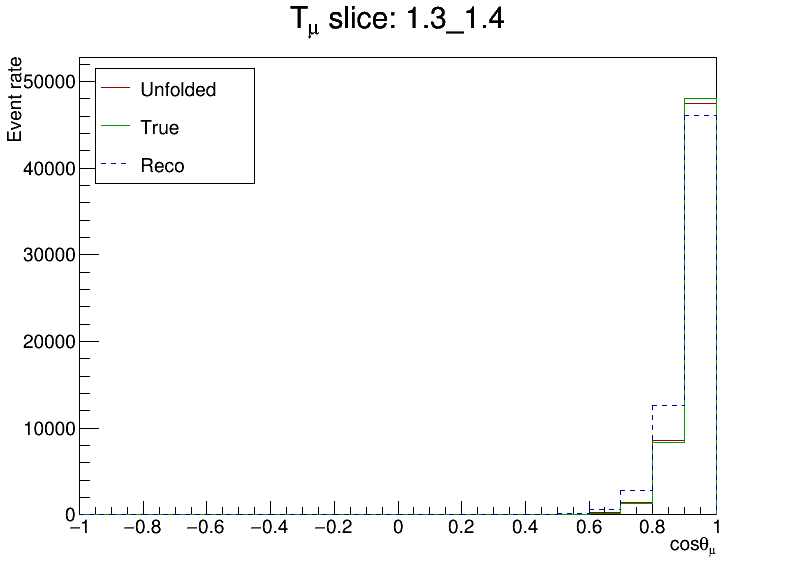 Tμ slice: 1.3_1.4
Event rate
50000
40000
30000
20000
10000
0
Unfolded
True
Reco
−1 −0.8 −0.6 −0.4 −0.2 0 0.2 0.4 0.6 0.8 1
cosθμ